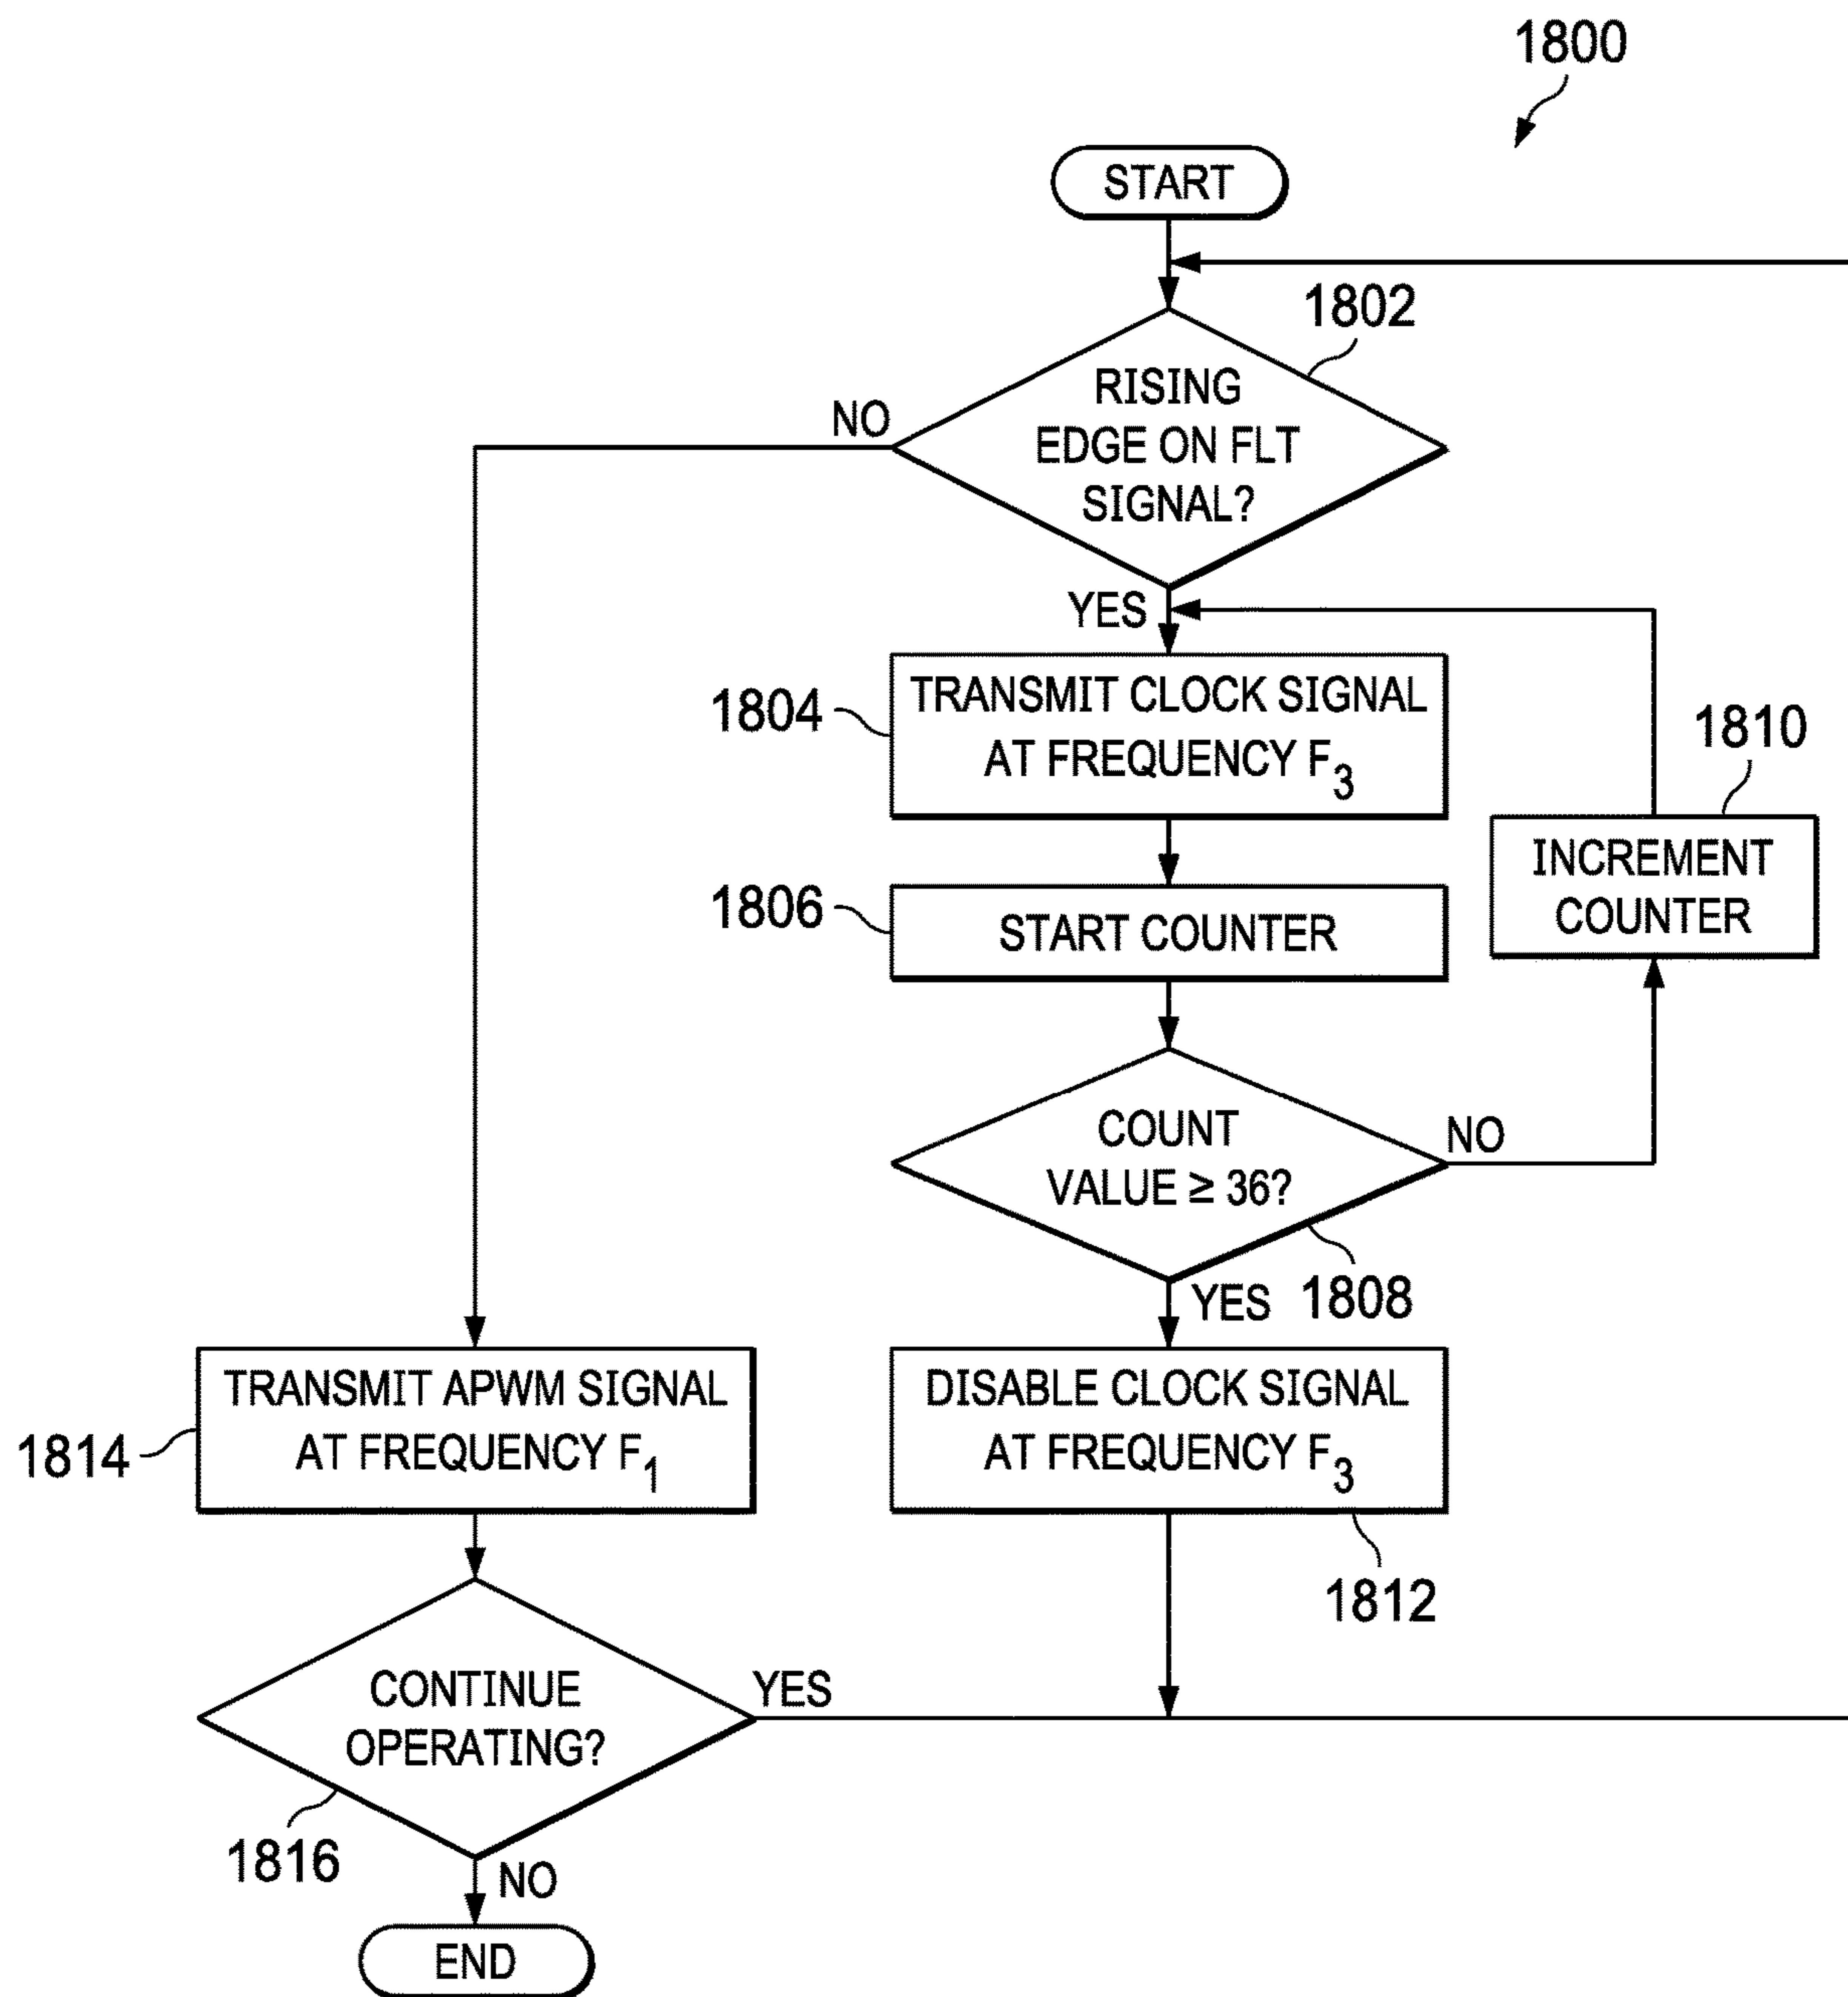 1800
START
1802
RISING
EDGE ON FLT
SIGNAL?
NO
YES
1804
TRANSMIT CLOCK SIGNAL
AT FREQUENCY F3
1810
INCREMENT
COUNTER
1806
START COUNTER
COUNT
VALUE ≥ 36?
NO
YES
1808
TRANSMIT APWM SIGNAL
AT FREQUENCY F1
1814
DISABLE CLOCK SIGNAL
AT FREQUENCY F3
1812
CONTINUE
OPERATING?
YES
1816
NO
END